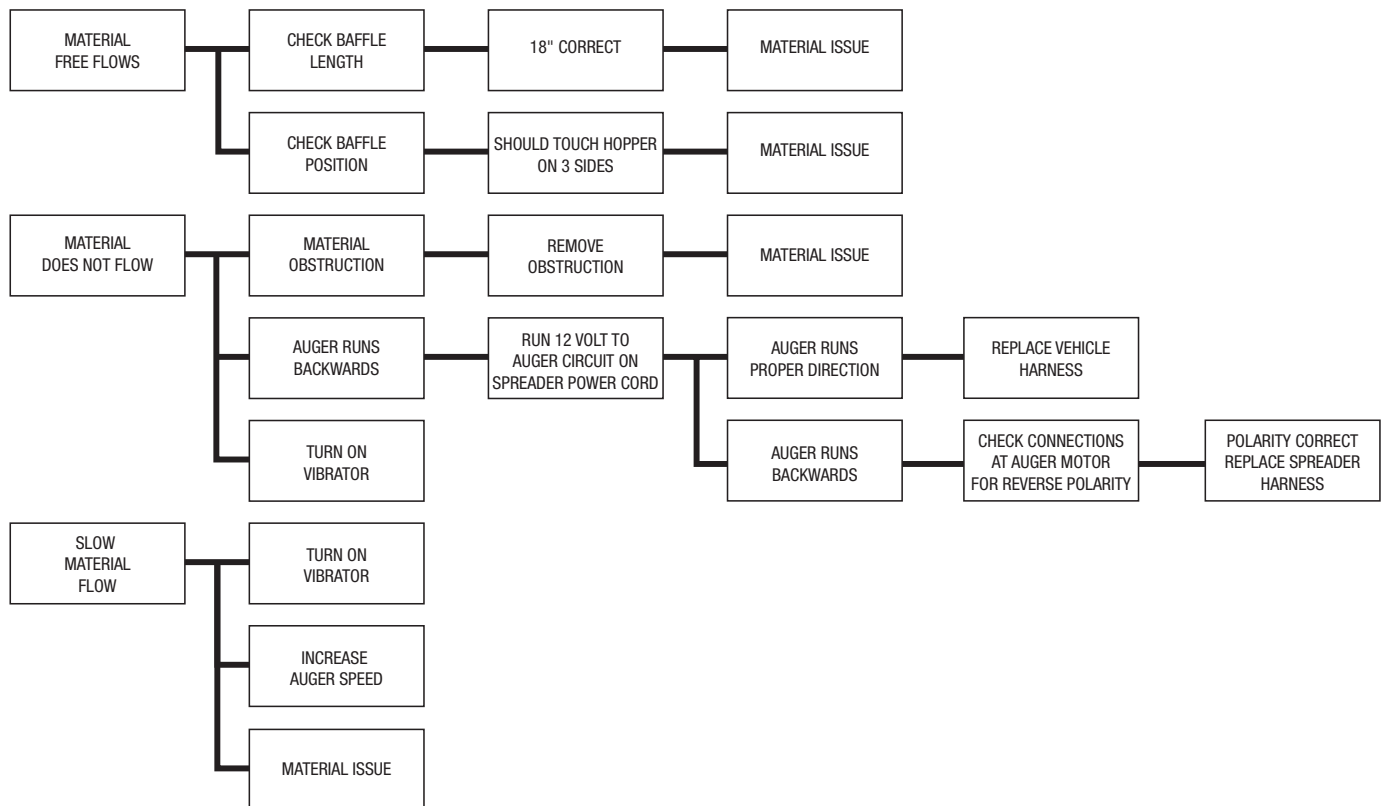 MATERIAL
FREE FLOWS
CHECK BAFFLE
LENGTH
18" CORRECT
MATERIAL ISSUE
CHECK BAFFLE
POSITION
SHOULD TOUCH HOPPER
ON 3 SIDES
MATERIAL ISSUE
MATERIAL
DOES NOT FLOW
MATERIAL
OBSTRUCTION
REMOVE
OBSTRUCTION
MATERIAL ISSUE
AUGER RUNS
BACKWARDS
RUN 12 VOLT TO
AUGER CIRCUIT ON
SPREADER POWER CORD
AUGER RUNS
PROPER DIRECTION
REPLACE VEHICLE
HARNESS
AUGER RUNS
BACKWARDS
CHECK CONNECTIONS
AT AUGER MOTOR
FOR REVERSE POLARITY
POLARITY CORRECT
REPLACE SPREADER
HARNESS
TURN ON
VIBRATOR
SLOW
MATERIAL
FLOW
TURN ON
VIBRATOR
INCREASE
AUGER SPEED
MATERIAL ISSUE